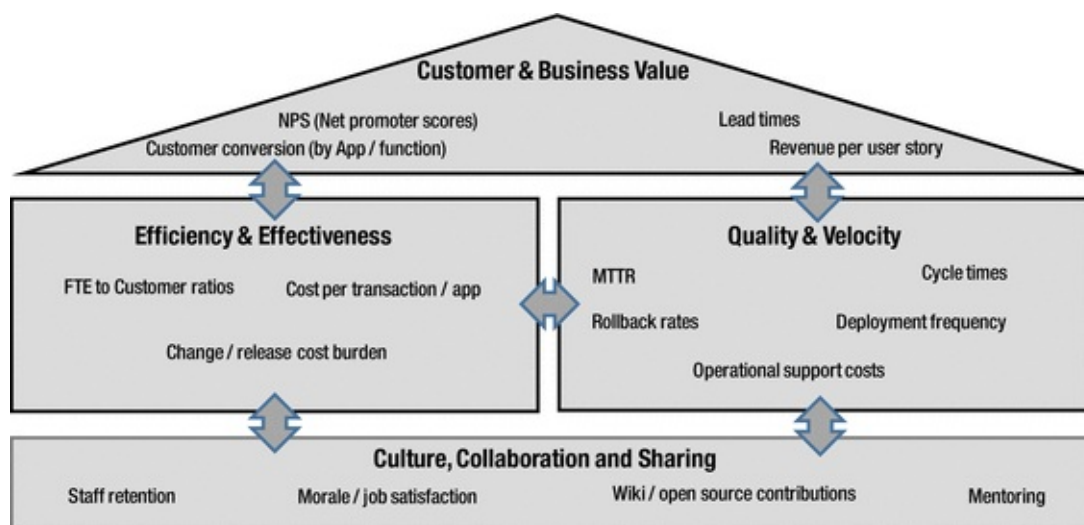 Customer & Business Value
NPS (Net promoter scores)
Lead times
Customer conversion (by App / function)
Revenue per user story
Efficiency & Effectiveness
FTE to Customer ratios
Cost per transaction / app
Change / release cost burden
Quality & Velocity
MTTR
Cycle times
Rollback rates
Deployment frequency
Operational support costs
Culture, Collaboration and Sharing
Staff retention
Morale / job satisfaction
Wiki / open source contributions
Mentoring